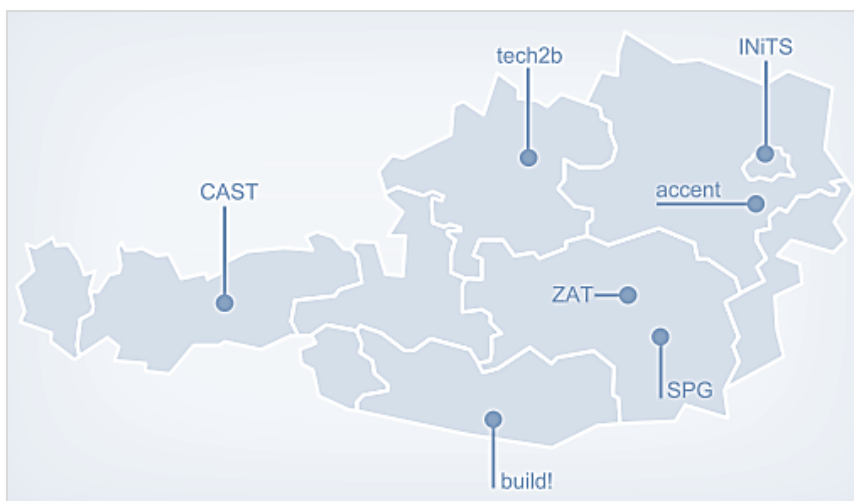 tech2b
INiTS
CAST
accent
ZAT
SPG
build!